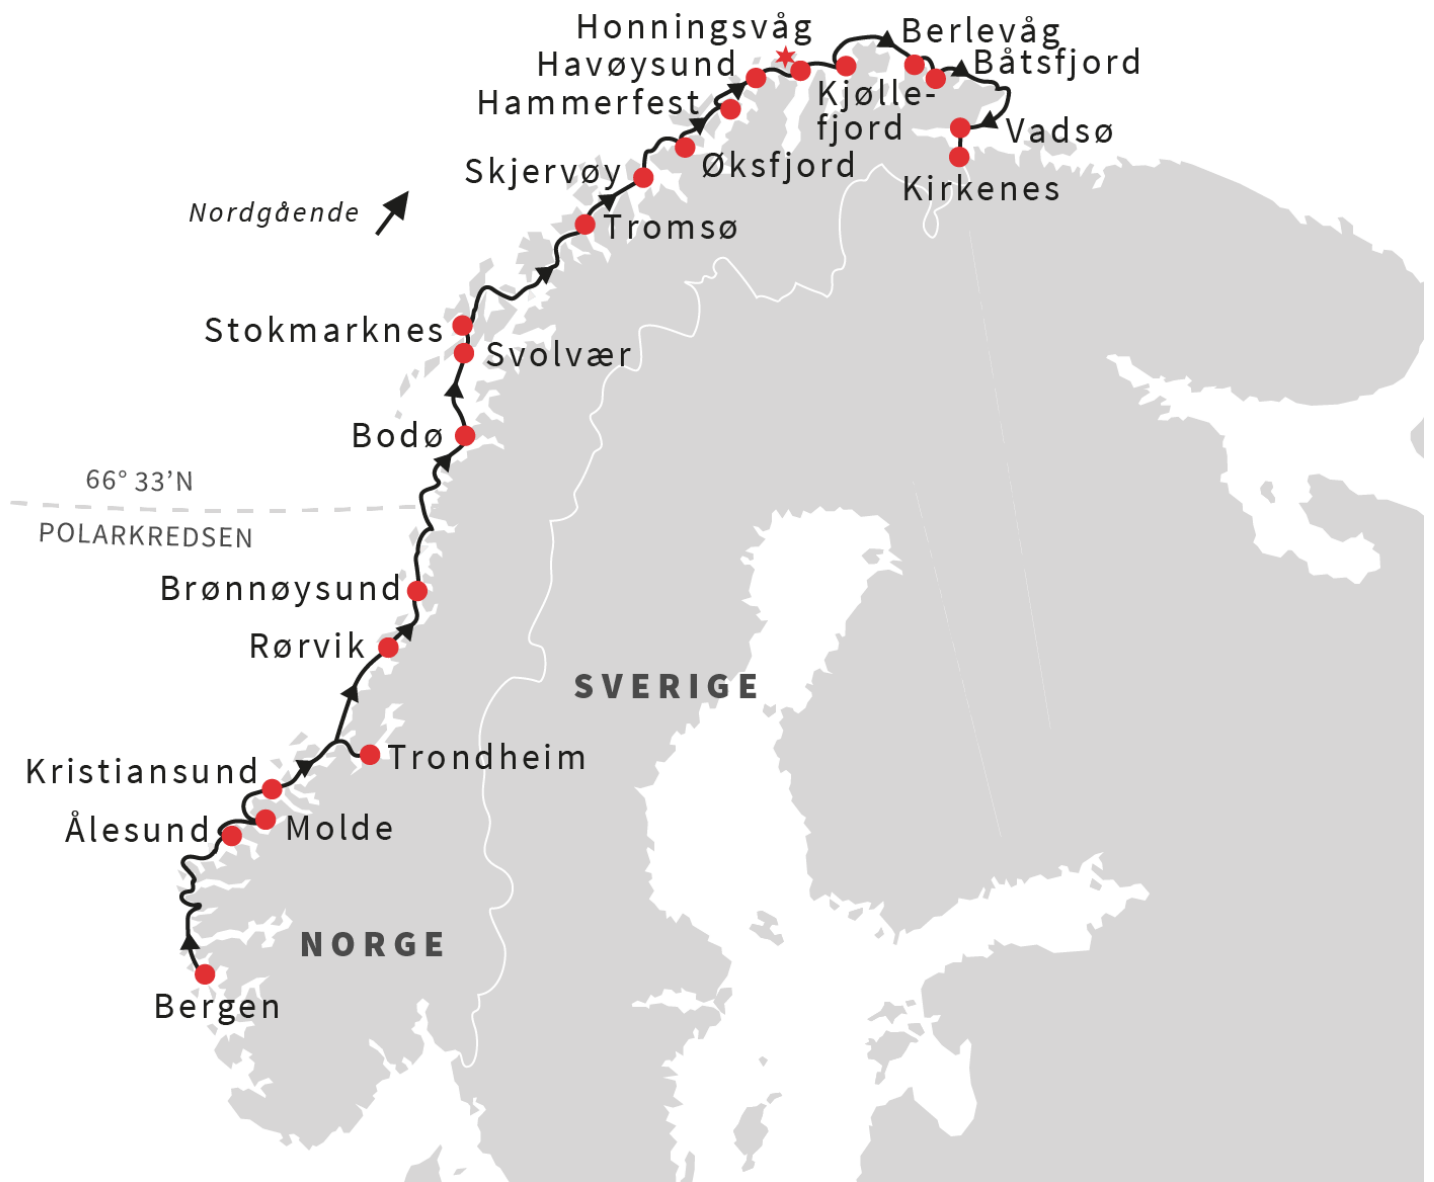 Honningsvåg
Berlevåg
Havøysund
Båtsfjord
Hammerfest
Kjølle-
fjord
Vadsø
Øksfjord
Skjervøy
Kirkenes
Nordgående
Tromsø
Stokmarknes
Svolvær
Bodø
66° 33’N
POLARKREDSEN
Brønnøysund
Rørvik
SVERIGE
Trondheim
Kristiansund
Ålesund
Molde
NORGE
Bergen